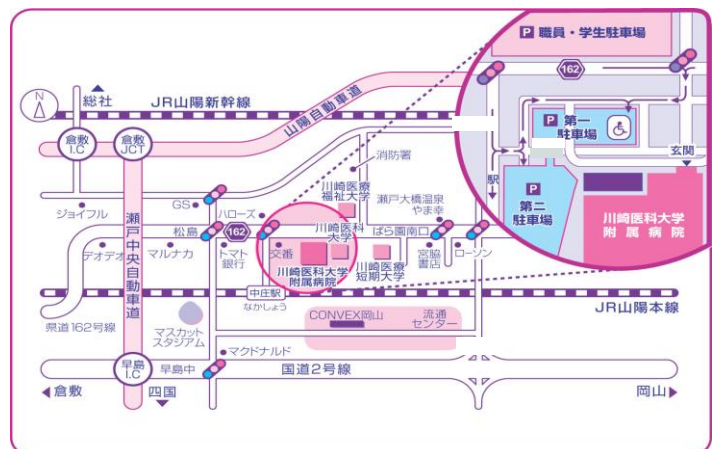 P 職員・学生駐車場
162
N
総社
JR山陽新幹線
山陽自動車道
P 第一
駐車場
玄関
駅
P
第二
駐車場
川崎医科大学
附属病院
倉敷
I.C
倉敷
JCT
消防署
川崎医療
福祉大学
瀬戸大橋温泉
やま幸
GS
ジョイフル
ハローズ
松島
162
川崎医科
大学
ばら園南口
デオデオ
マルナカ
トマト
銀行
交番
川崎医科大学
附属病院
川崎医療
短期大学
宮脇
書店
ローソン
瀬戸中央自動車道
中庄駅
なかしょう
JR山陽本線
県道162号線
マスカット
スタジアム
CONVEX岡山
流通
センター
マクドナルド
早島
I.C
早島中
国道2号線
倉敷
四国
岡山